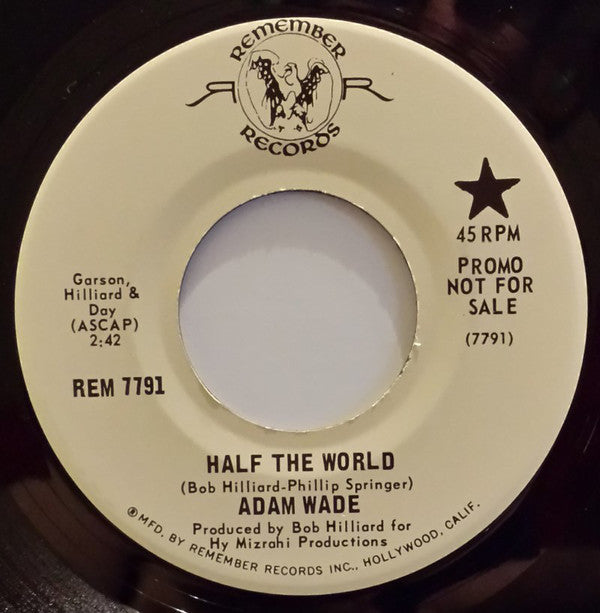 REMEMBER
R R
RECORDS
45 RPM
PROMO
NOT FOR
SALE
(7791)
Garson,
Hilliard &
Day
(ASCAP)
2:42
REM 7791
HALF THE WORLD
(Bob Hilliard-Phillip Springer)
ADAM WADE
Produced by Bob Hilliard for
Hy Mizrahi Productions
℗MFD. BY REMEMBER RECORDS INC., HOLLYWOOD, CALIF.